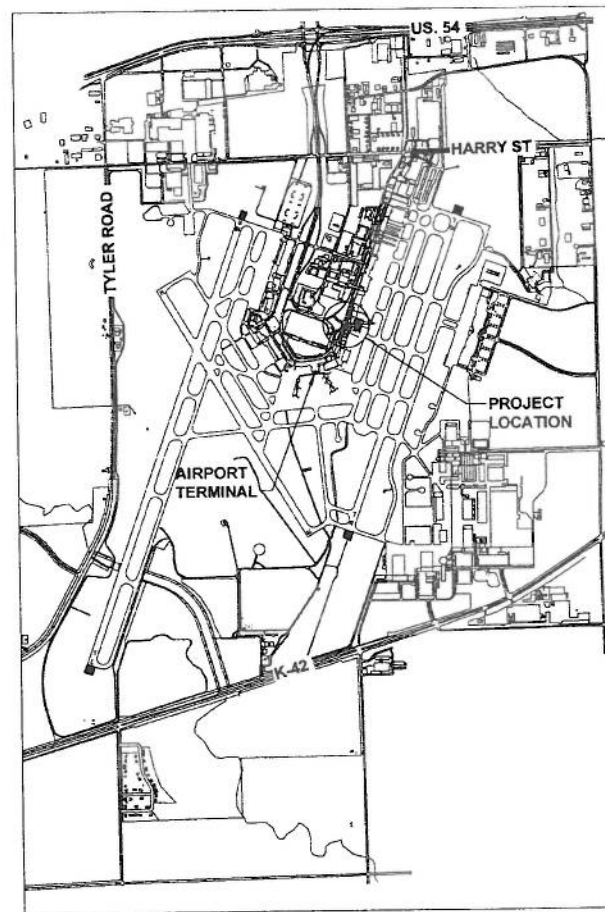 US. 54
HARRY ST
TYLER ROAD
PROJECT
LOCATION
AIRPORT
TERMINAL
K-42